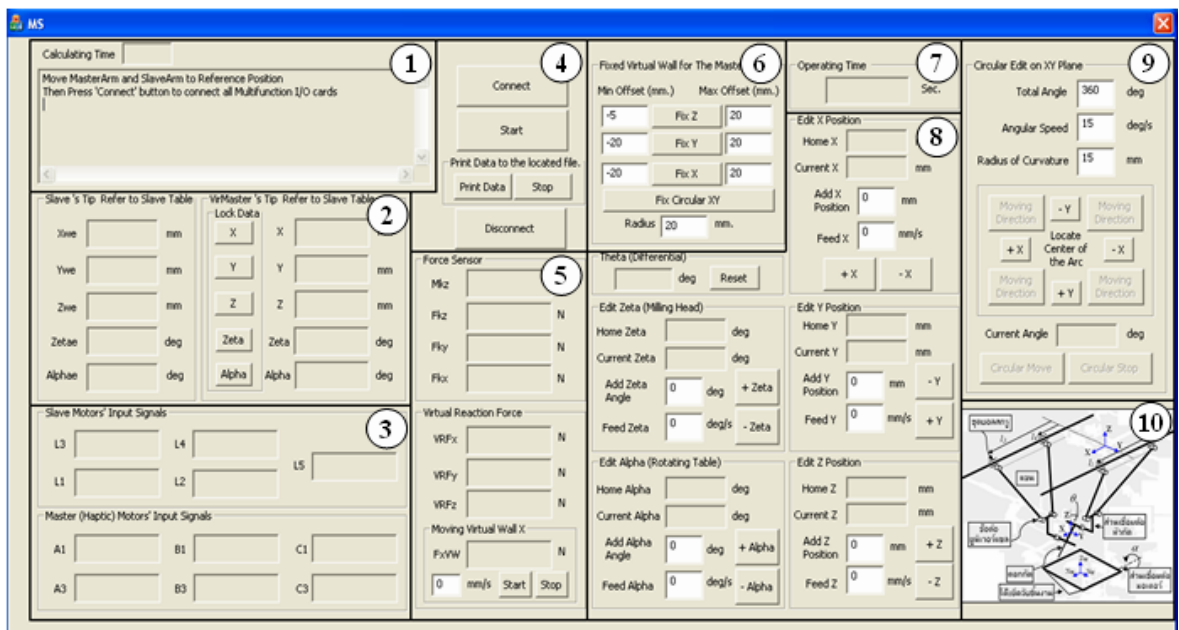 MS
Calculating Time
1
Move MasterArm and SlaveArm to Reference Position
Then Press 'Connect' button to connect all Multifunction I/O cards
Slave 's Tip Refer to Slave Table
Xwe mm
Ywe mm
Zwe mm
Zetae deg
Alphae deg
VirMaster 's Tip Refer to Slave Table
2
Lock Data
X X mm
Y Y mm
Z Z mm
Zeta Zeta deg
Alpha Alpha deg
Slave Motors' Input Signals
3
L3 L4
L5
L1 L2
Master (Haptic) Motors' Input Signals
A1 B1 C1
A3 B3 C3
4
Connect
Start
Print Data to the located file.
Print Data Stop
Disconnect
Force Sensor
5
Mkz
Fkz N
Fky N
Fkx N
Virtual Reaction Force
VRFx N
VRFy N
VRFz N
Moving Virtual Wall X
FxVW N
0 mm/s Start Stop
6
Fixed Virtual Wall for The Maste
Min Offset (mm.) Max Offset (mm.)
-5 Fix Z 20
-20 Fix Y 20
-20 Fix X 20
Fix Circular XY
Radius 20 mm.
Theta (Differential)
deg Reset
Edit Zeta (Milling Head)
Home Zeta deg
Current Zeta deg
Add Zeta Angle 0 deg + Zeta
Feed Zeta 0 deg/s - Zeta
Edit Alpha (Rotating Table)
Home Alpha deg
Current Alpha deg
Add Alpha Angle 0 deg + Alpha
Feed Alpha 0 deg/s - Alpha
Operating Time
7
Sec.
Edit X Position
8
Home X
Current X mm
Add X Position 0 mm
Feed X 0 mm/s
+ X - X
Edit Y Position
Home Y mm
Current Y mm
Add Y Position 0 mm - Y
Feed Y 0 mm/s + Y
Edit Z Position
Home Z mm
Current Z mm
Add Z Position 0 mm + Z
Feed Z 0 mm/s - Z
9
Circular Edit on XY Plane
Total Angle 360 deg
Angular Speed 15 deg/s
Radius of Curvature 15 mm
Moving Direction - Y Moving Direction
+ X Locate Center of the Arc - X
Moving Direction + Y Moving Direction
Current Angle deg
Circular Move Circular Stop
10
Z
X Y
θ
α